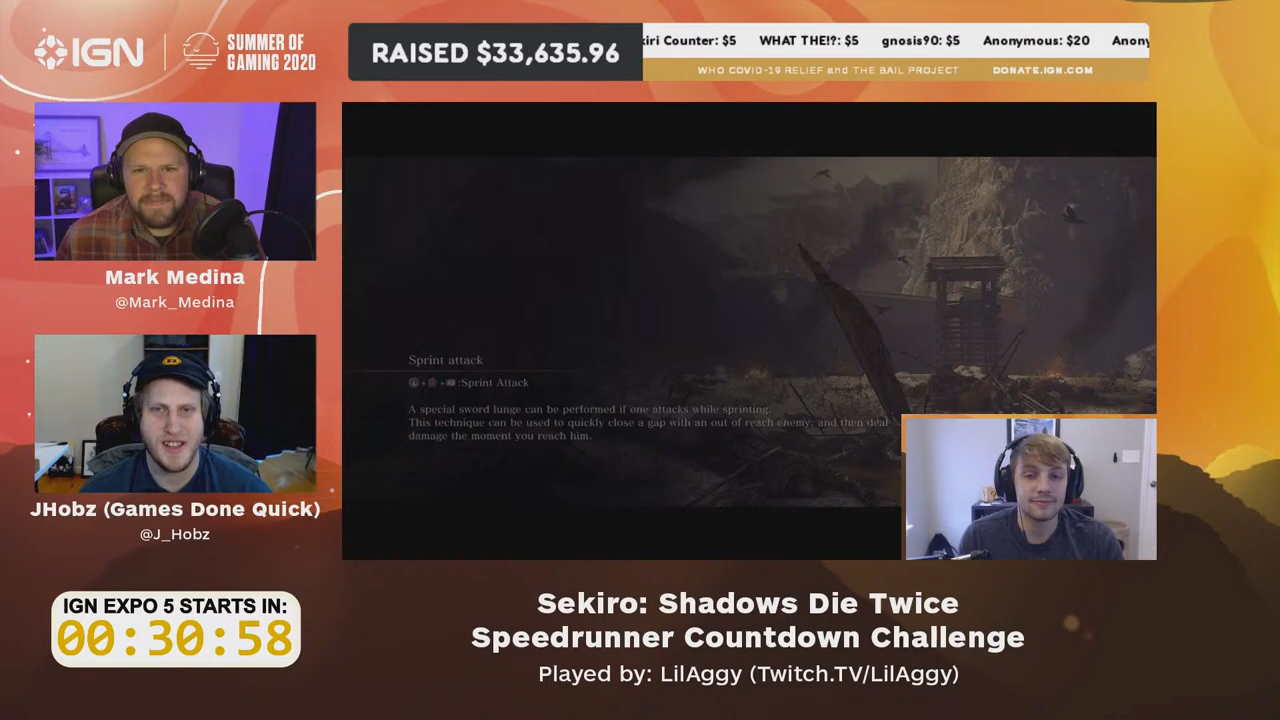 IGN
SUMMER OF
GAMING 2020
RAISED $33,635.96
kiri Counter: $5 WHAT THE!?: $5 gnosis90: $5 Anonymous: $20 Anony
WHO COVID-19 RELIEF and THE BAIL PROJECT DONATE.IGN.COM
Mark Medina
@Mark_Medina
JHobz (Games Done Quick)
@J_Hobz
IGN EXPO 5 STARTS IN:
00:30:58
Sprint attack
L+ + :Sprint Attack
A special sword lunge can be performed if one attacks while sprinting.
This technique can be used to quickly close a gap with an out of reach enemy, and then deal
damage the moment you reach him.
Sekiro: Shadows Die Twice
Speedrunner Countdown Challenge
Played by: LilAggy (Twitch.TV/LilAggy)